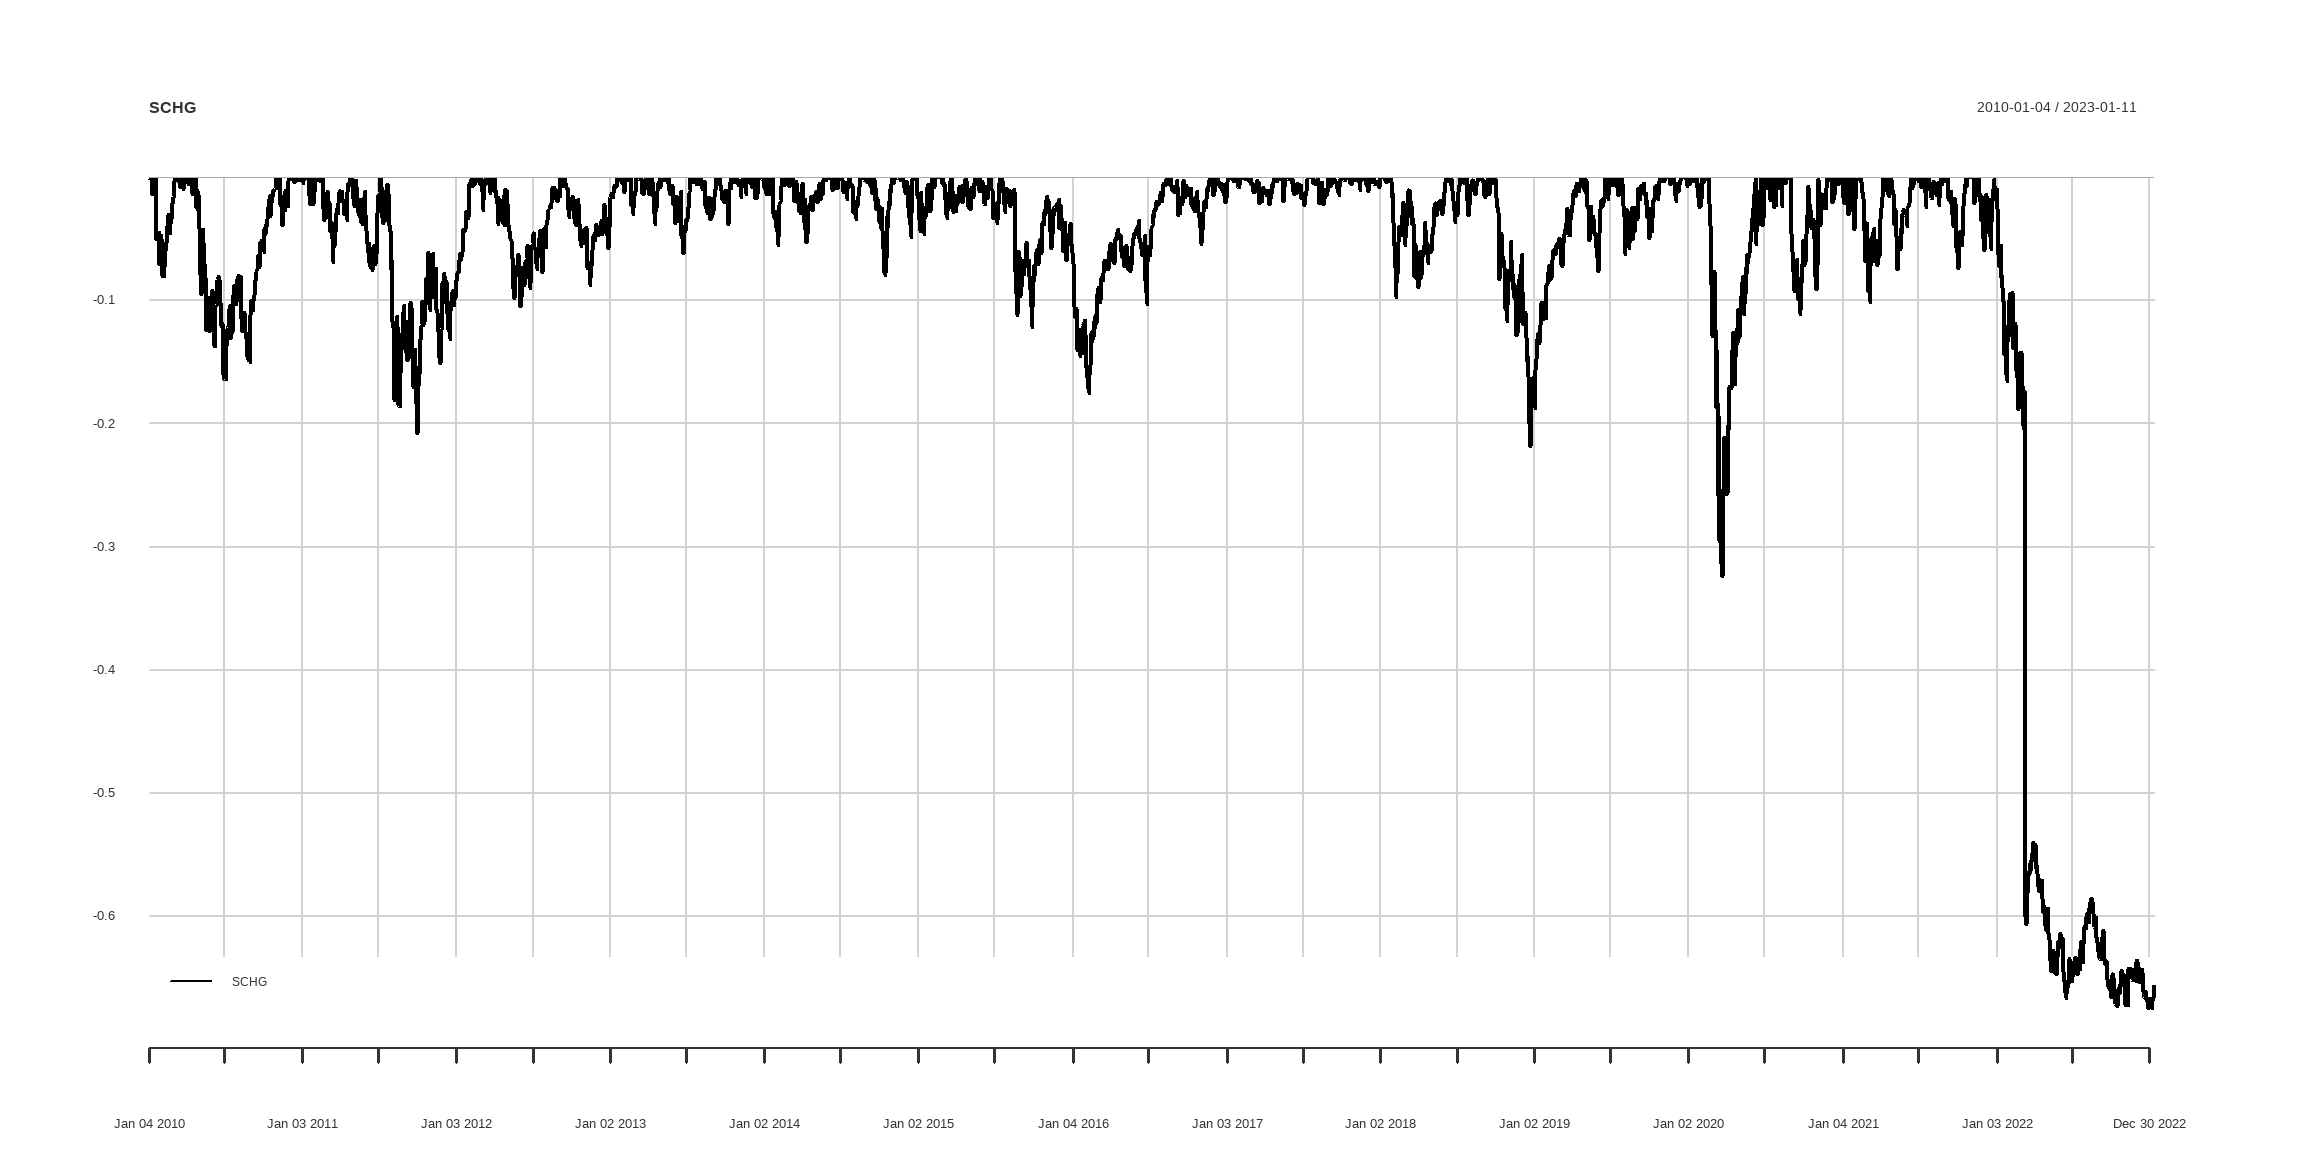 SCHG
2010-01-04 / 2023-01-11
-0.1
-0.2
-0.3
-0.4
-0.5
-0.6
SCHG
Jan 04 2010
Jan 03 2011
Jan 03 2012
Jan 02 2013
Jan 02 2014
Jan 02 2015
Jan 04 2016
Jan 03 2017
Jan 02 2018
Jan 02 2019
Jan 02 2020
Jan 04 2021
Jan 03 2022
Dec 30 2022